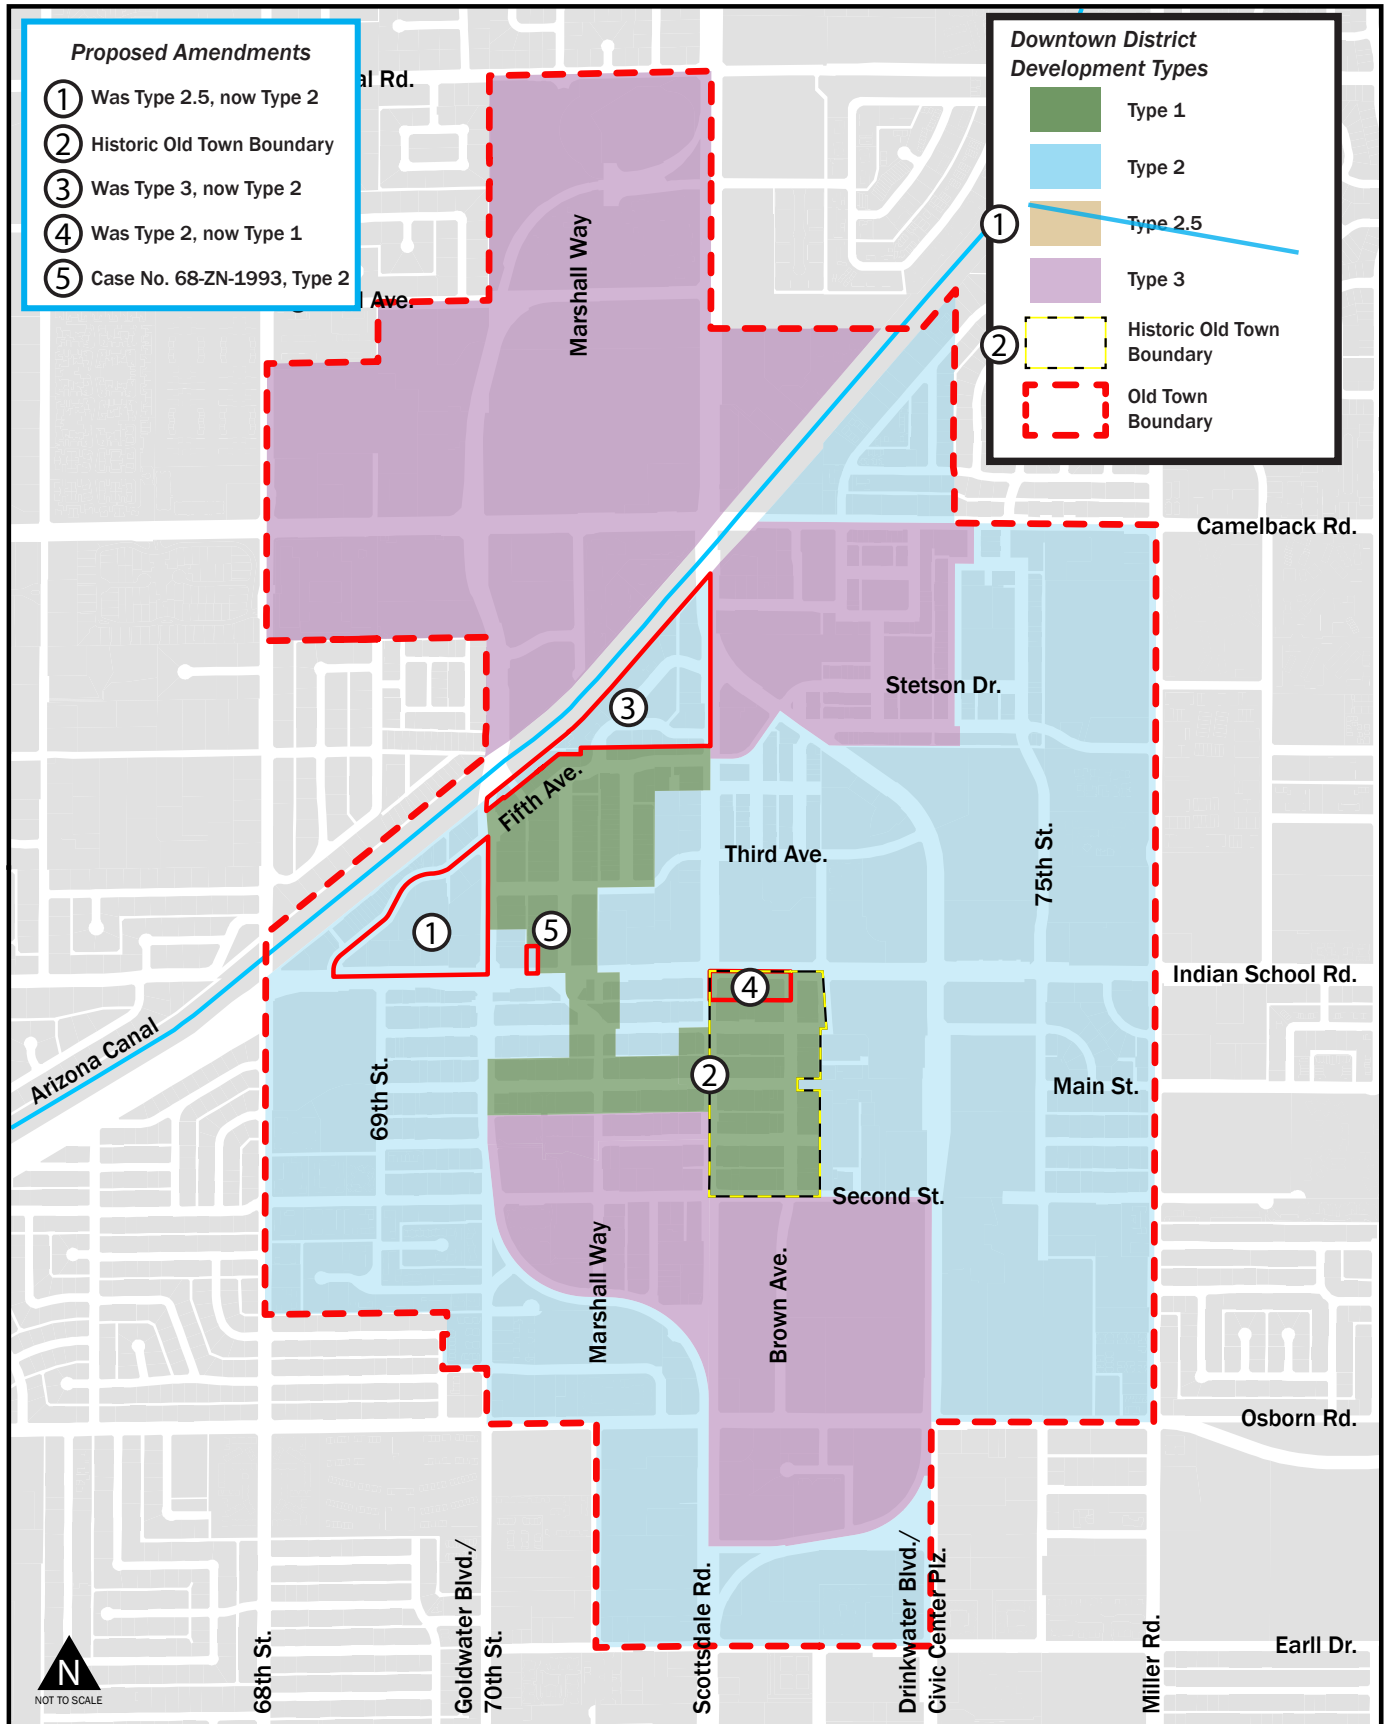 Proposed Amendments
1 Was Type 2.5, now Type 2
2 Historic Old Town Boundary
3 Was Type 3, now Type 2
4 Was Type 2, now Type 1
5 Case No. 68-ZN-1993, Type 2
Downtown District
Development Types
Type 1
Type 2
1
Type 2.5
Type 3
2
Historic Old Town
Boundary
Old Town
Boundary
al Rd.
Ave.
Marshall Way
Camelback Rd.
Stetson Dr.
3
Fifth Ave.
Third Ave.
75th St.
1
5
Indian School Rd.
4
Arizona Canal
69th St.
2
Main St.
Second St.
Marshall Way
Brown Ave.
Osborn Rd.
Earll Dr.
N
NOT TO SCALE
68th St.
Goldwater Blvd./
70th St.
Scottsdale Rd.
Drinkwater Blvd./
Civic Center Plz.
Miller Rd.